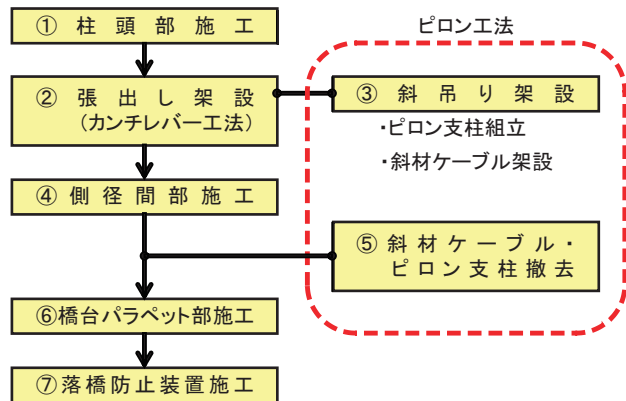 ① 柱頭部施工
ピロン工法
② 張出し架設
(カンチレバー工法)
③ 斜吊り架設
・ピロン支柱組立
・斜材ケーブル架設
④ 側径間部施工
⑤ 斜材ケーブル・
ピロン支柱撤去
⑥橋台パラペット部施工
⑦落橋防止装置施工